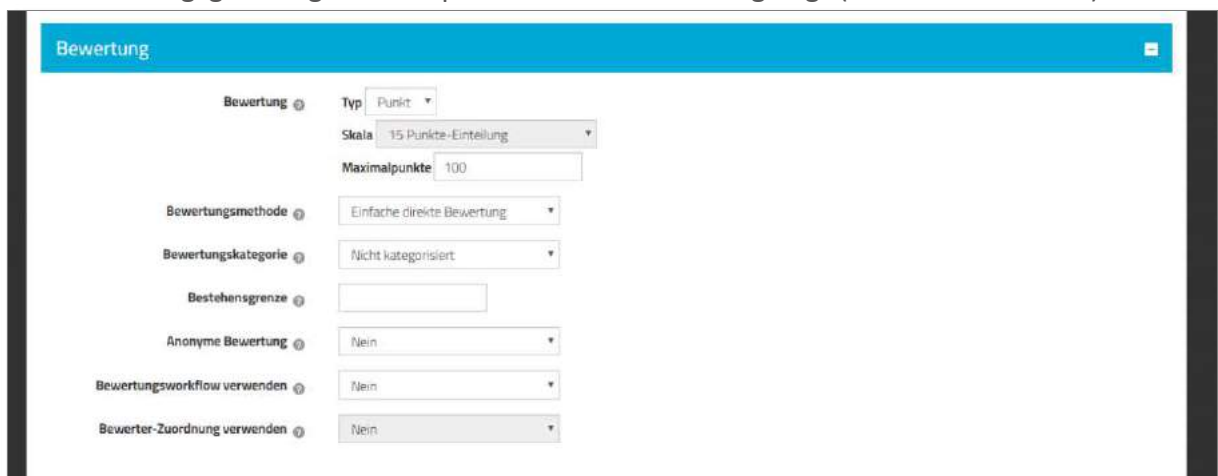 Bewertung
Bewertung Typ Punkt
Skala 15 Punkte-Einteilung
Maximalpunkte 100
Bewertungsmethode Einfache direkte Bewertung
Bewertungskategorie Nicht kategorisiert
Bestehensgrenze
Anonyme Bewertung Nein
Bewertungsworkflow verwenden Nein
Bewerter-Zuordnung verwenden Nein